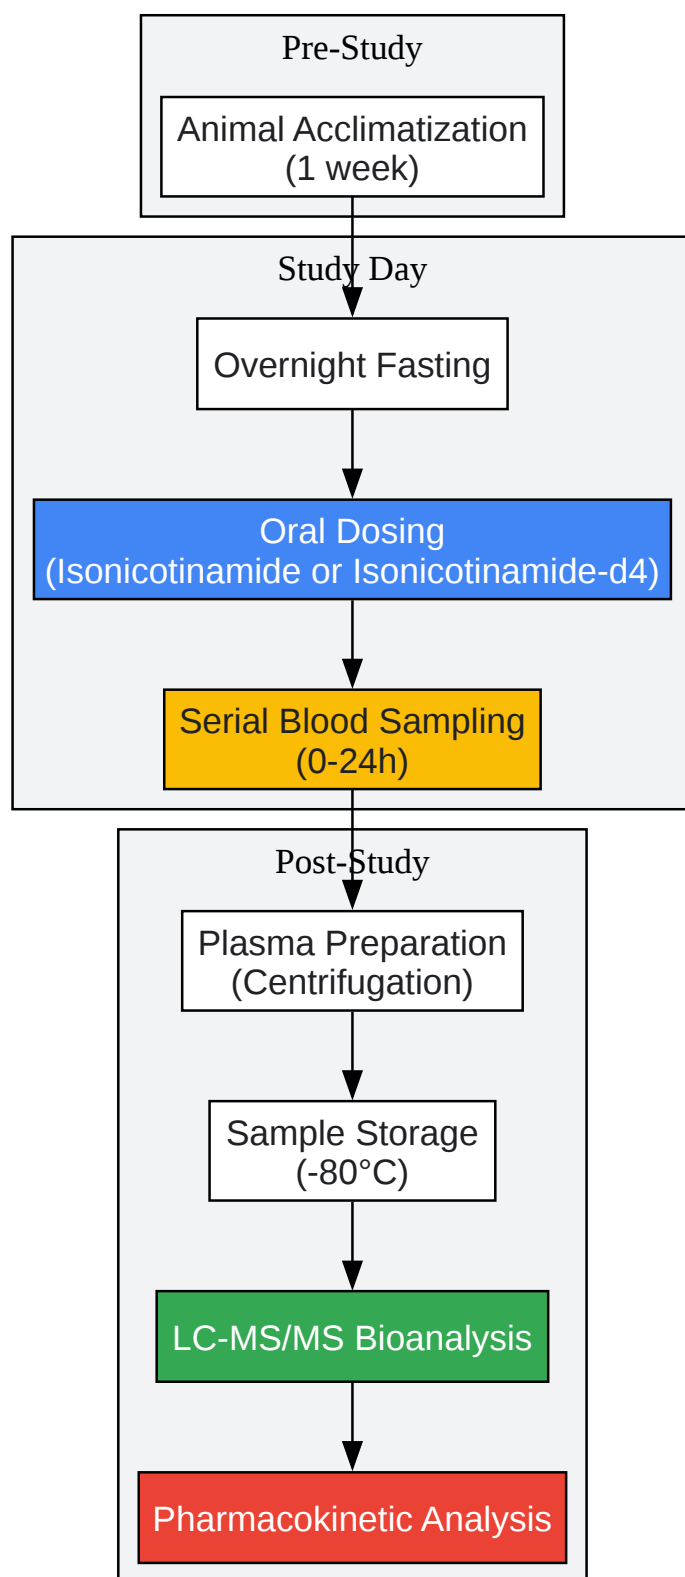 Pre-Study
Animal Acclimatization
(1 week)
Study Day
Overnight Fasting
Oral Dosing
(Isonicotinamide or Isonicotinamide-d4)
Serial Blood Sampling
(0-24h)
Post-Study
Plasma Preparation
(Centrifugation)
Sample Storage
(-80°C)
LC-MS/MS Bioanalysis
Pharmacokinetic Analysis